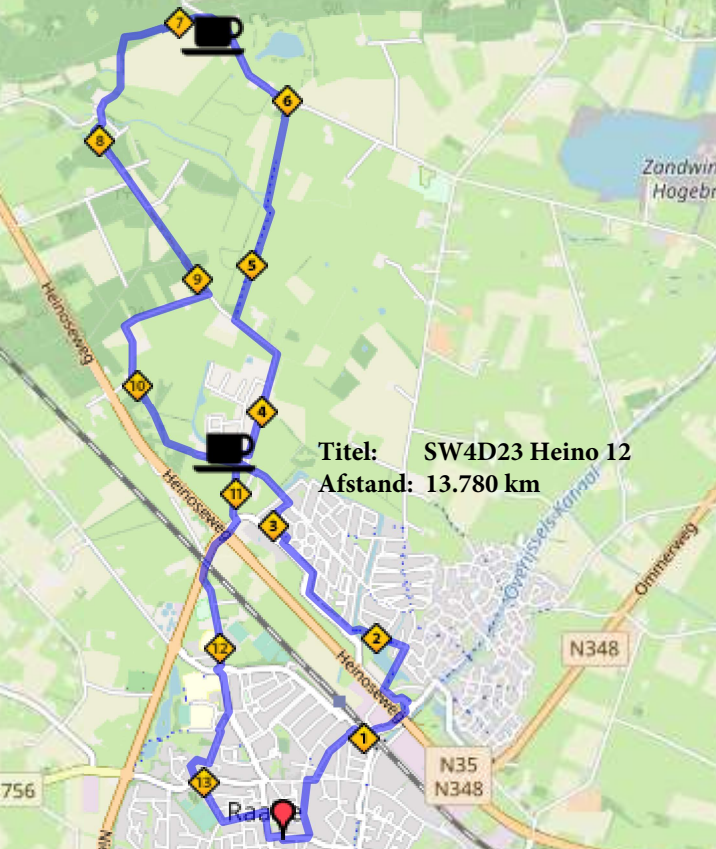 7
6
8
Zandwin
Hogebr
5
9
Heinoseweg
10
4
Titel: SW4D23 Heino 12
Afstand: 13.780 km
Heinoseweg
11
3
Overijssels Kanaal
Ommerweg
2
12
N348
Heinoseweg
1
N35
N348
13
756